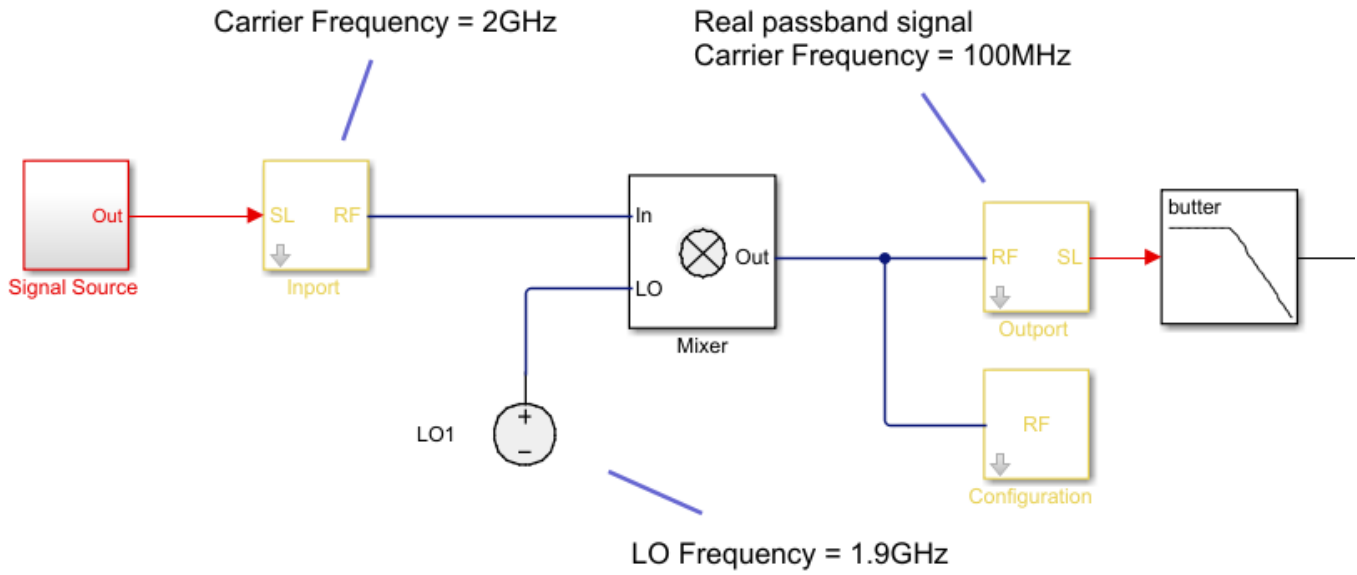 Carrier Frequency = 2GHz
Real passband signal
Carrier Frequency = 100MHz
Out
Signal Source
SL RF
Inport
In
LO
Out
Mixer
RF SL
Outport
butter
LO1
+
−
RF
Configuration
LO Frequency = 1.9GHz